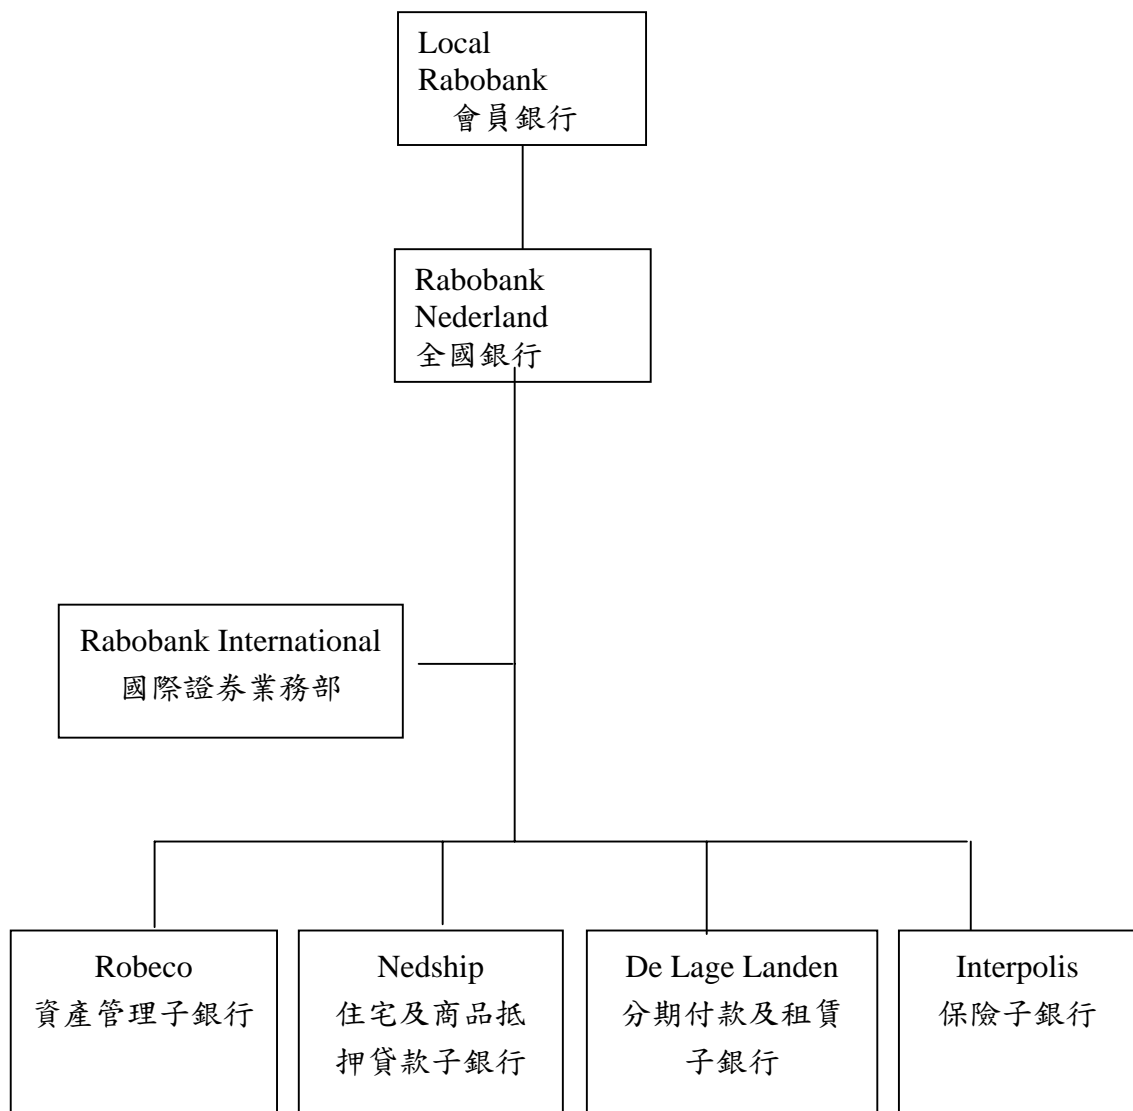 Local
Rabobank
會員銀行
Rabobank
Nederland
全國銀行
Rabobank International
國際證券業務部
Robeco
資產管理子銀行
Nedship
住宅及商品抵
押貸款子銀行
De Lage Landen
分期付款及租賃
子銀行
Interpolis
保險子銀行